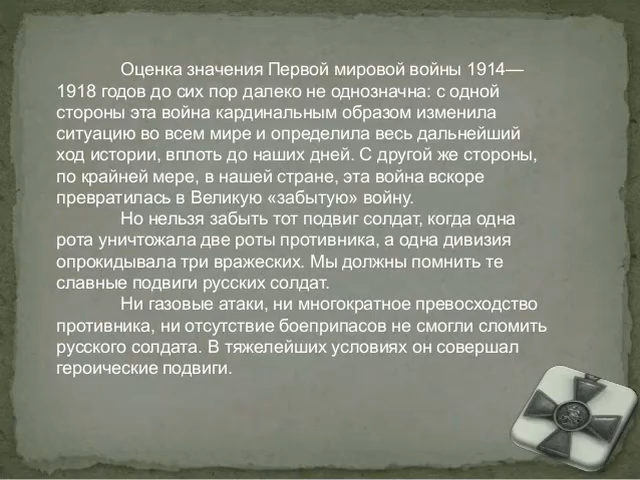 Оценка значения Первой мировой войны 1914—
1918 годов до сих пор далеко не однозначна: с одной
стороны эта война кардинальным образом изменила
ситуацию во всем мире и определила весь дальнейший
ход истории, вплоть до наших дней. С другой же стороны,
по крайней мере, в нашей стране, эта война вскоре
превратилась в Великую «забытую» войну.
Но нельзя забыть тот подвиг солдат, когда одна
рота уничтожала две роты противника, а одна дивизия
опрокидывала три вражеских. Мы должны помнить те
славные подвиги русских солдат.
Ни газовые атаки, ни многократное превосходство
противника, ни отсутствие боеприпасов не смогли сломить
русского солдата. В тяжелейших условиях он совершал
героические подвиги.